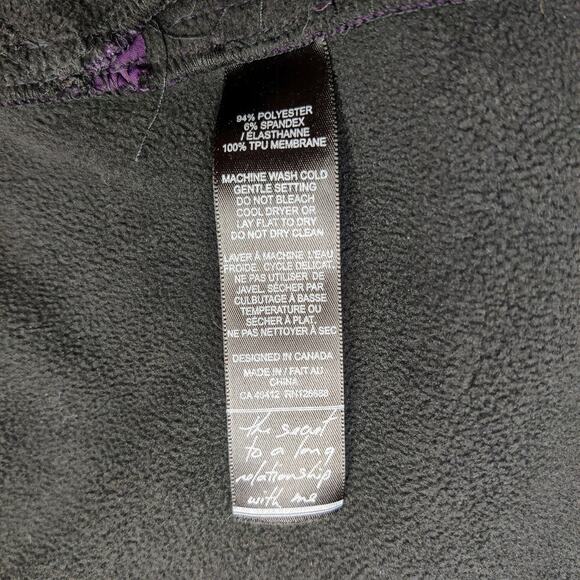 94% POLYESTER
6% SPANDEX
/ ÉLASTHANNE
100% TPU MEMBRANE
MACHINE WASH COLD
GENTLE SETTING
DO NOT BLEACH
COOL DRYER OR
LAY FLAT TO DRY
DO NOT DRY CLEAN
LAVER À MACHINE L'EAU
FROIDE. CYCLE DELICAT.
NE PAS UTILISER DE
JAVEL. SÉCHER PAR
CULBUTAGE À BASSE
TEMPERATURE OU
SÉCHER À PLAT.
NE PAS NETTOYER À SEC
DESIGNED IN CANADA
MADE IN / FAIT AU
CHINA
CA 40412
the secret
to a long
relationship
with me